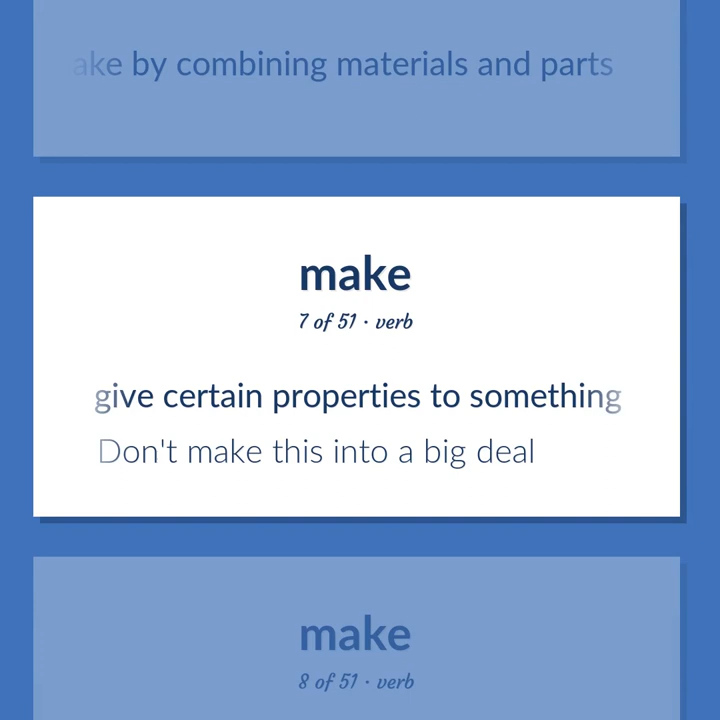 ake by combining materials and parts
make
7 of 51 · verb
give certain properties to something
Don't make this into a big deal
make
8 of 51 · verb